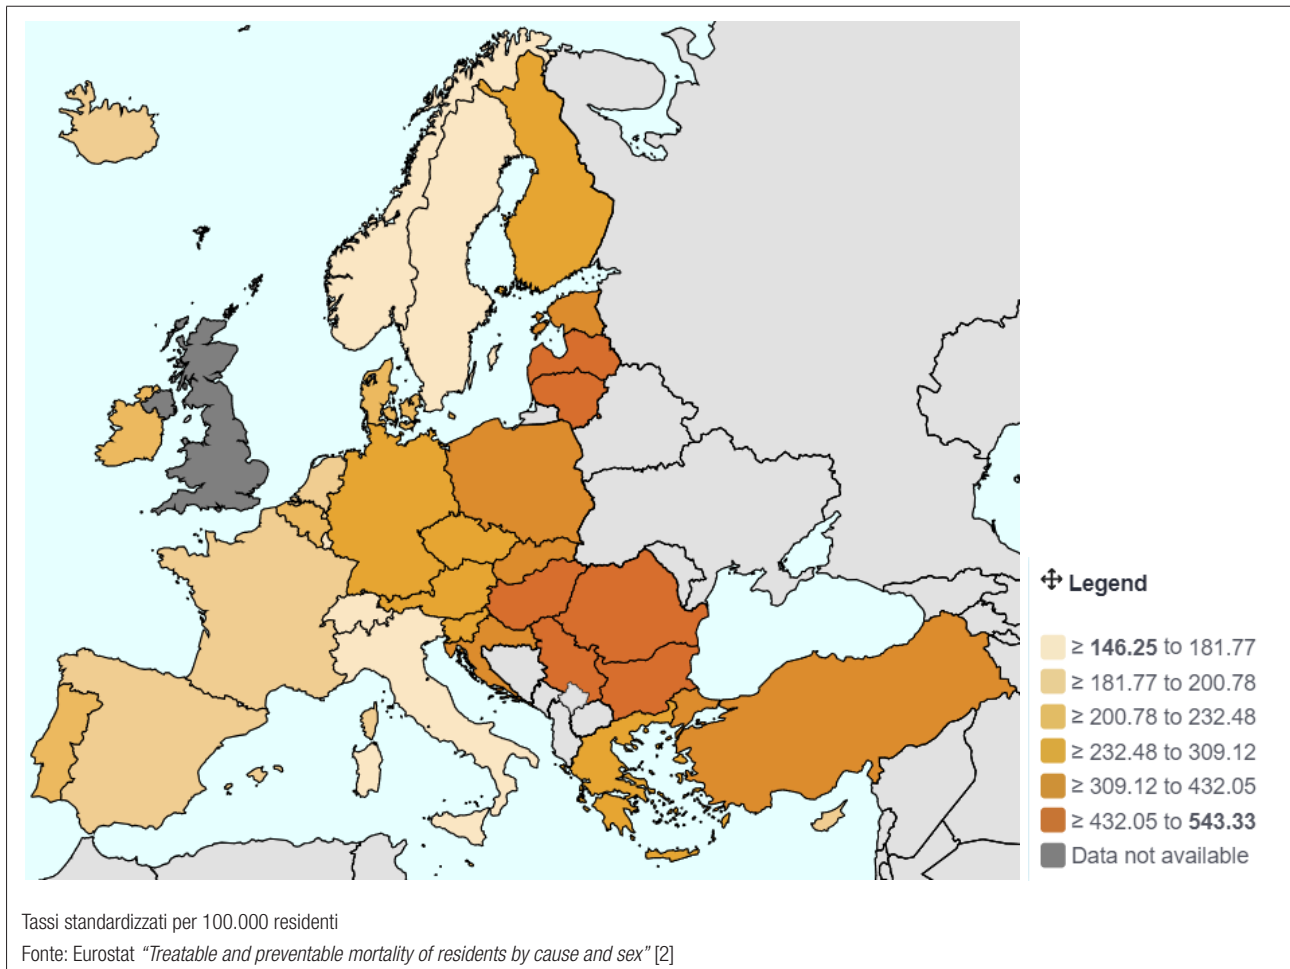 Legend
≥ 146.25 to 181.77
≥ 181.77 to 200.78
≥ 200.78 to 232.48
≥ 232.48 to 309.12
≥ 309.12 to 432.05
≥ 432.05 to 543.33
Data not available
Tassi standardizzati per 100.000 residenti
Fonte: Eurostat “Treatable and preventable mortality of residents by cause and sex” [2]